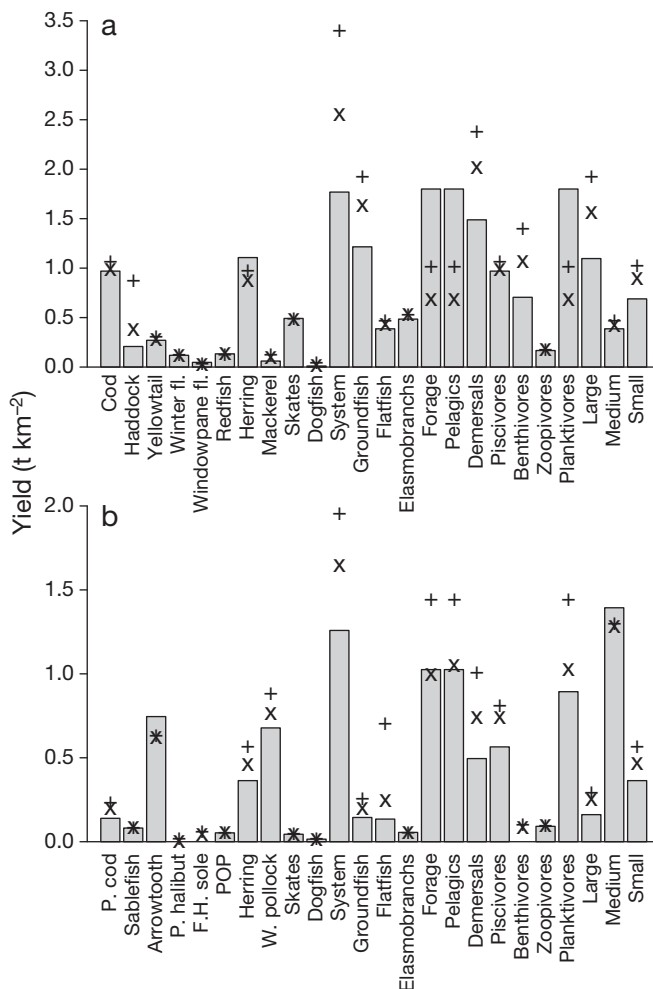 a
3.5
3.0
2.5
2.0
1.5
1.0
0.5
0.0
Cod
Haddock
Yellowtail
Winter fl.
Windowpane fl.
Redfish
Herring
Mackerel
Skates
Dogfish
System
Groundfish
Flatfish
Elasmobranchs
Forage
Pelagics
Demersals
Piscivores
Benthivores
Zoopivores
Planktivores
Large
Medium
Small
Yield (t km⁻²)
b
2.0
1.5
1.0
0.5
0.0
P. cod
Sablefish
Arrowtooth
P. halibut
F.H. sole
POP
Herring
W. pollock
Skates
Dogfish
System
Groundfish
Flatfish
Elasmobranchs
Forage
Pelagics
Demersals
Piscivores
Benthivores
Zoopivores
Planktivores
Large
Medium
Small